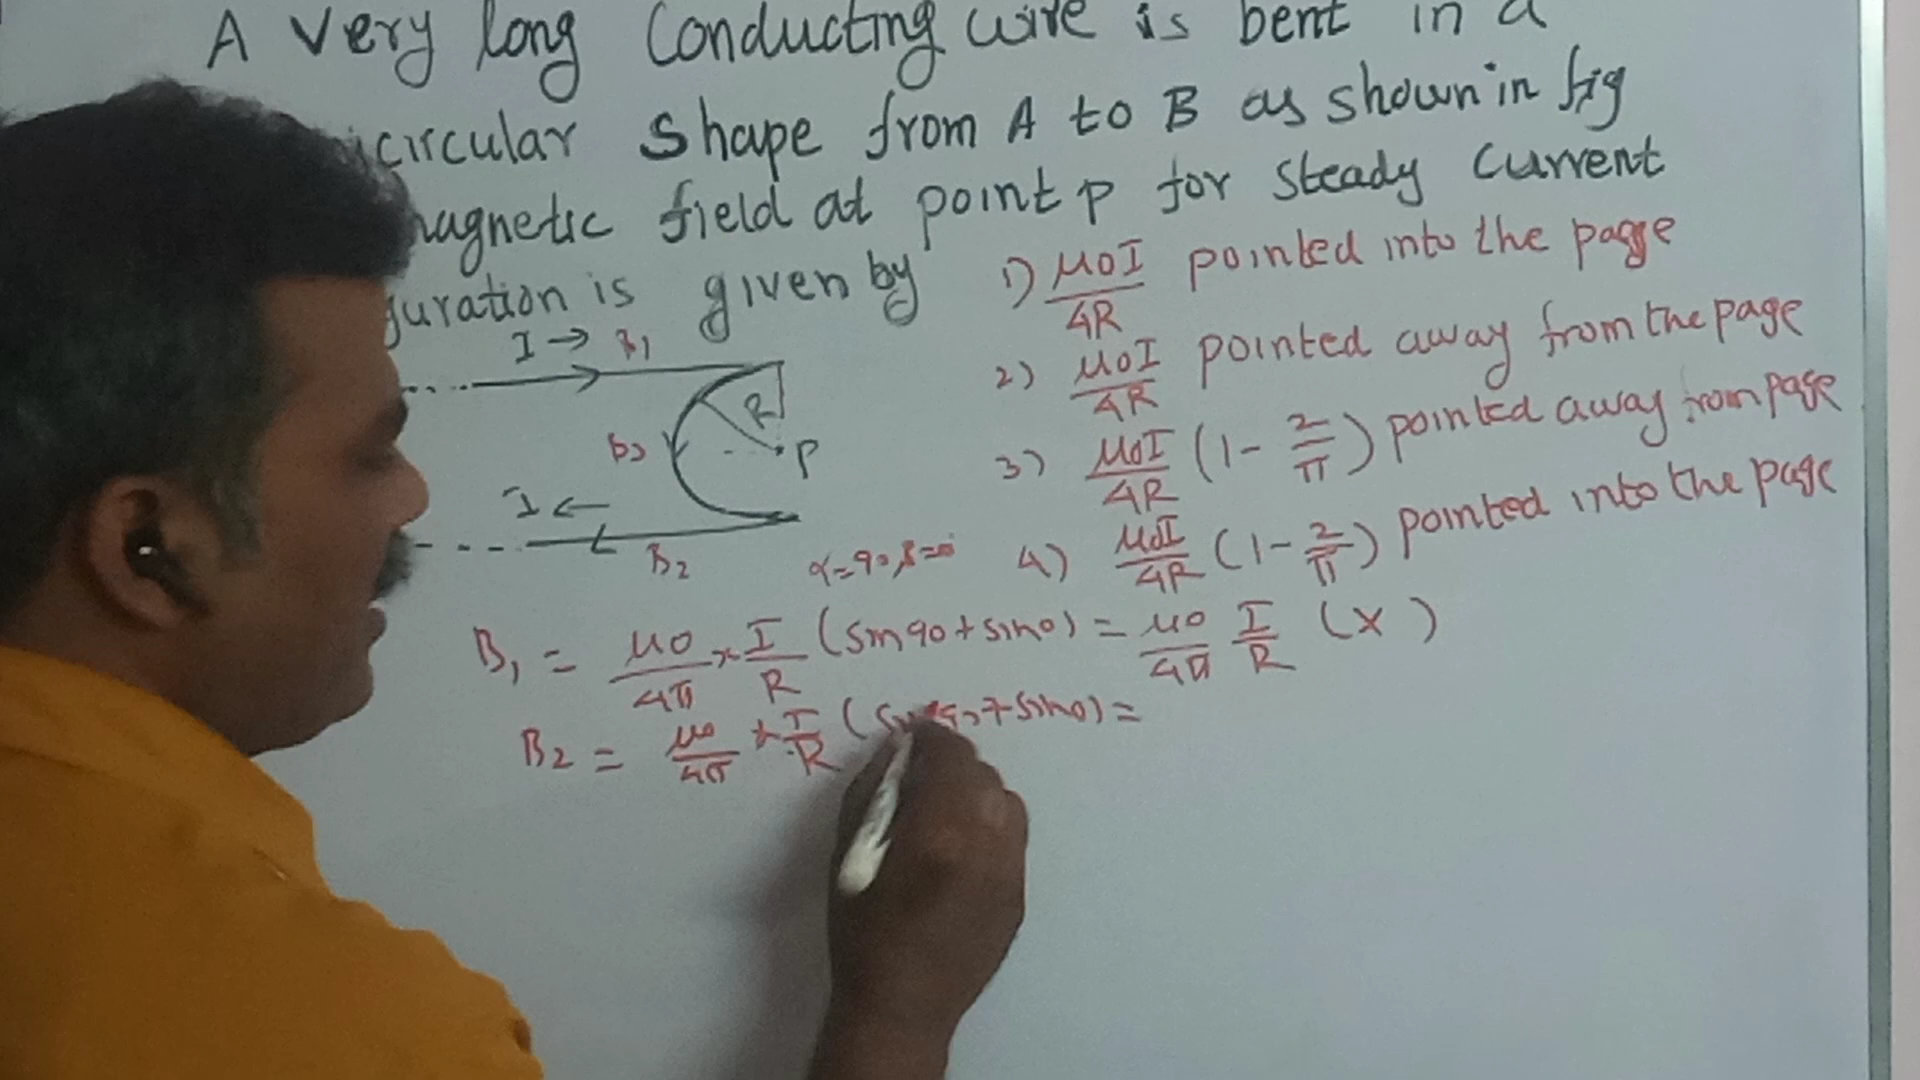 A very long Conducting wire is bent in a
circular shape from A to B as shown in fig
magnetic field at point p for steady current
guration is given by
1) μ0I/4R pointed into the page
2) μ0I/4R pointed away from the page
3) μ0I/4R (1 - 2/π) pointed away from page
4) μ0I/4R (1 - 2/π) pointed into the page
I → B1
R
B3
P
I ←
B2
α=90, β=0
B1 = μ0/4π × I/R (sin90 + sin0) = μ0/4π I/R (x)
B2 = μ0/4π × I/R (sin90 + sin0) =